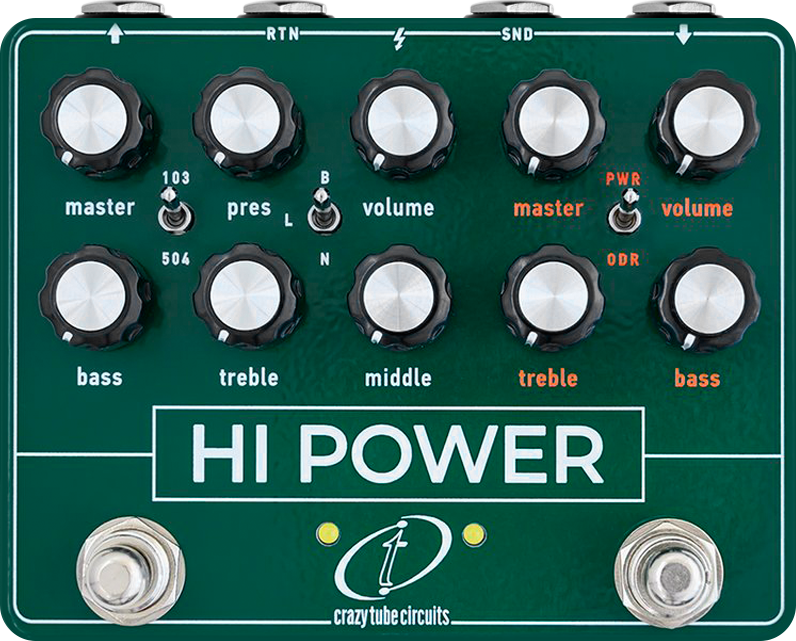 RTN SND
103 B PWR
master pres L volume master volume
504 N ODR
bass treble middle treble bass
HI POWER
t
crazy tube circuits